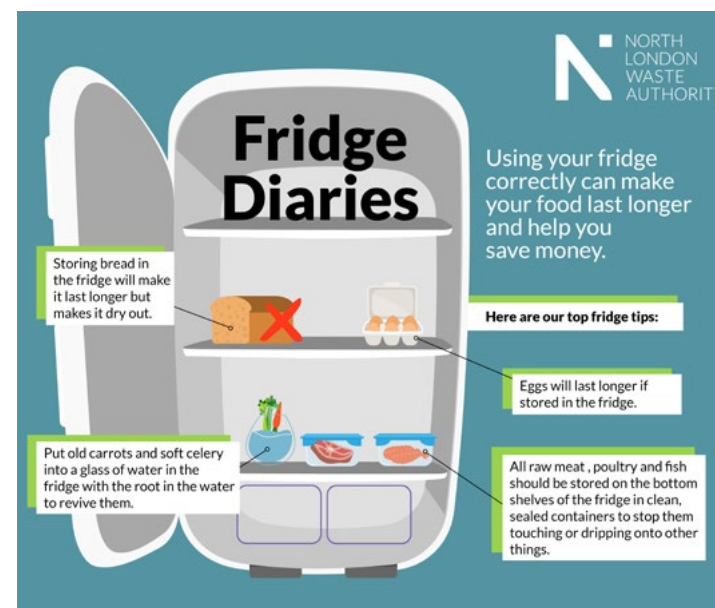 NORTH
LONDON
WASTE
AUTHORIT
Fridge
Diaries
Using your fridge
correctly can make
your food last longer
and help you
save money.
Storing bread in
the fridge will make
it last longer but
makes it dry out.
Here are our top fridge tips:
Eggs will last longer if
stored in the fridge.
Put old carrots and soft celery
into a glass of water in the
fridge with the root in the water
to revive them.
All raw meat , poultry and fish
should be stored on the bottom
shelves of the fridge in clean,
sealed containers to stop them
touching or dripping onto other
things.